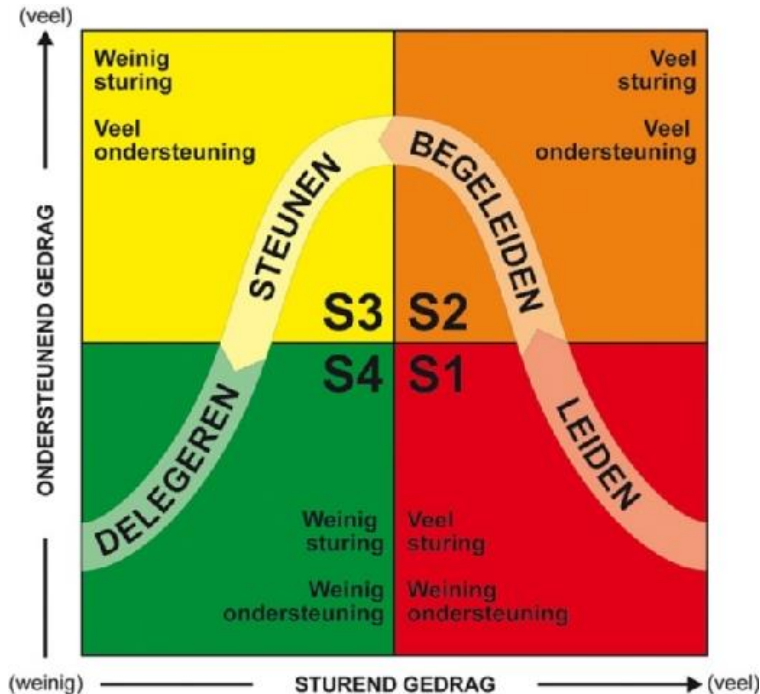 (veel)
ONDERSTEUNEND GEDRAG
Weinig
sturing
Veel
ondersteuning
STEUNEN
S3
Veel
sturing
Veel
ondersteuning
BEGELEIDEN
S2
S4
DELEGEREN
Weinig
sturing
Weinig
ondersteuning
S1
LEIDEN
Veel
sturing
Weining
ondersteuning
(weinig)
STUREND GEDRAG
(veel)